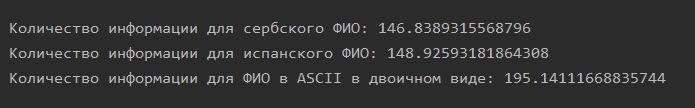 Количество информации для сербского ФИО: 146.8389315568796
Количество информации для испанского ФИО: 148.92593181864308
Количество информации для ФИО в ASCII в двоичном виде: 195.14111668835744